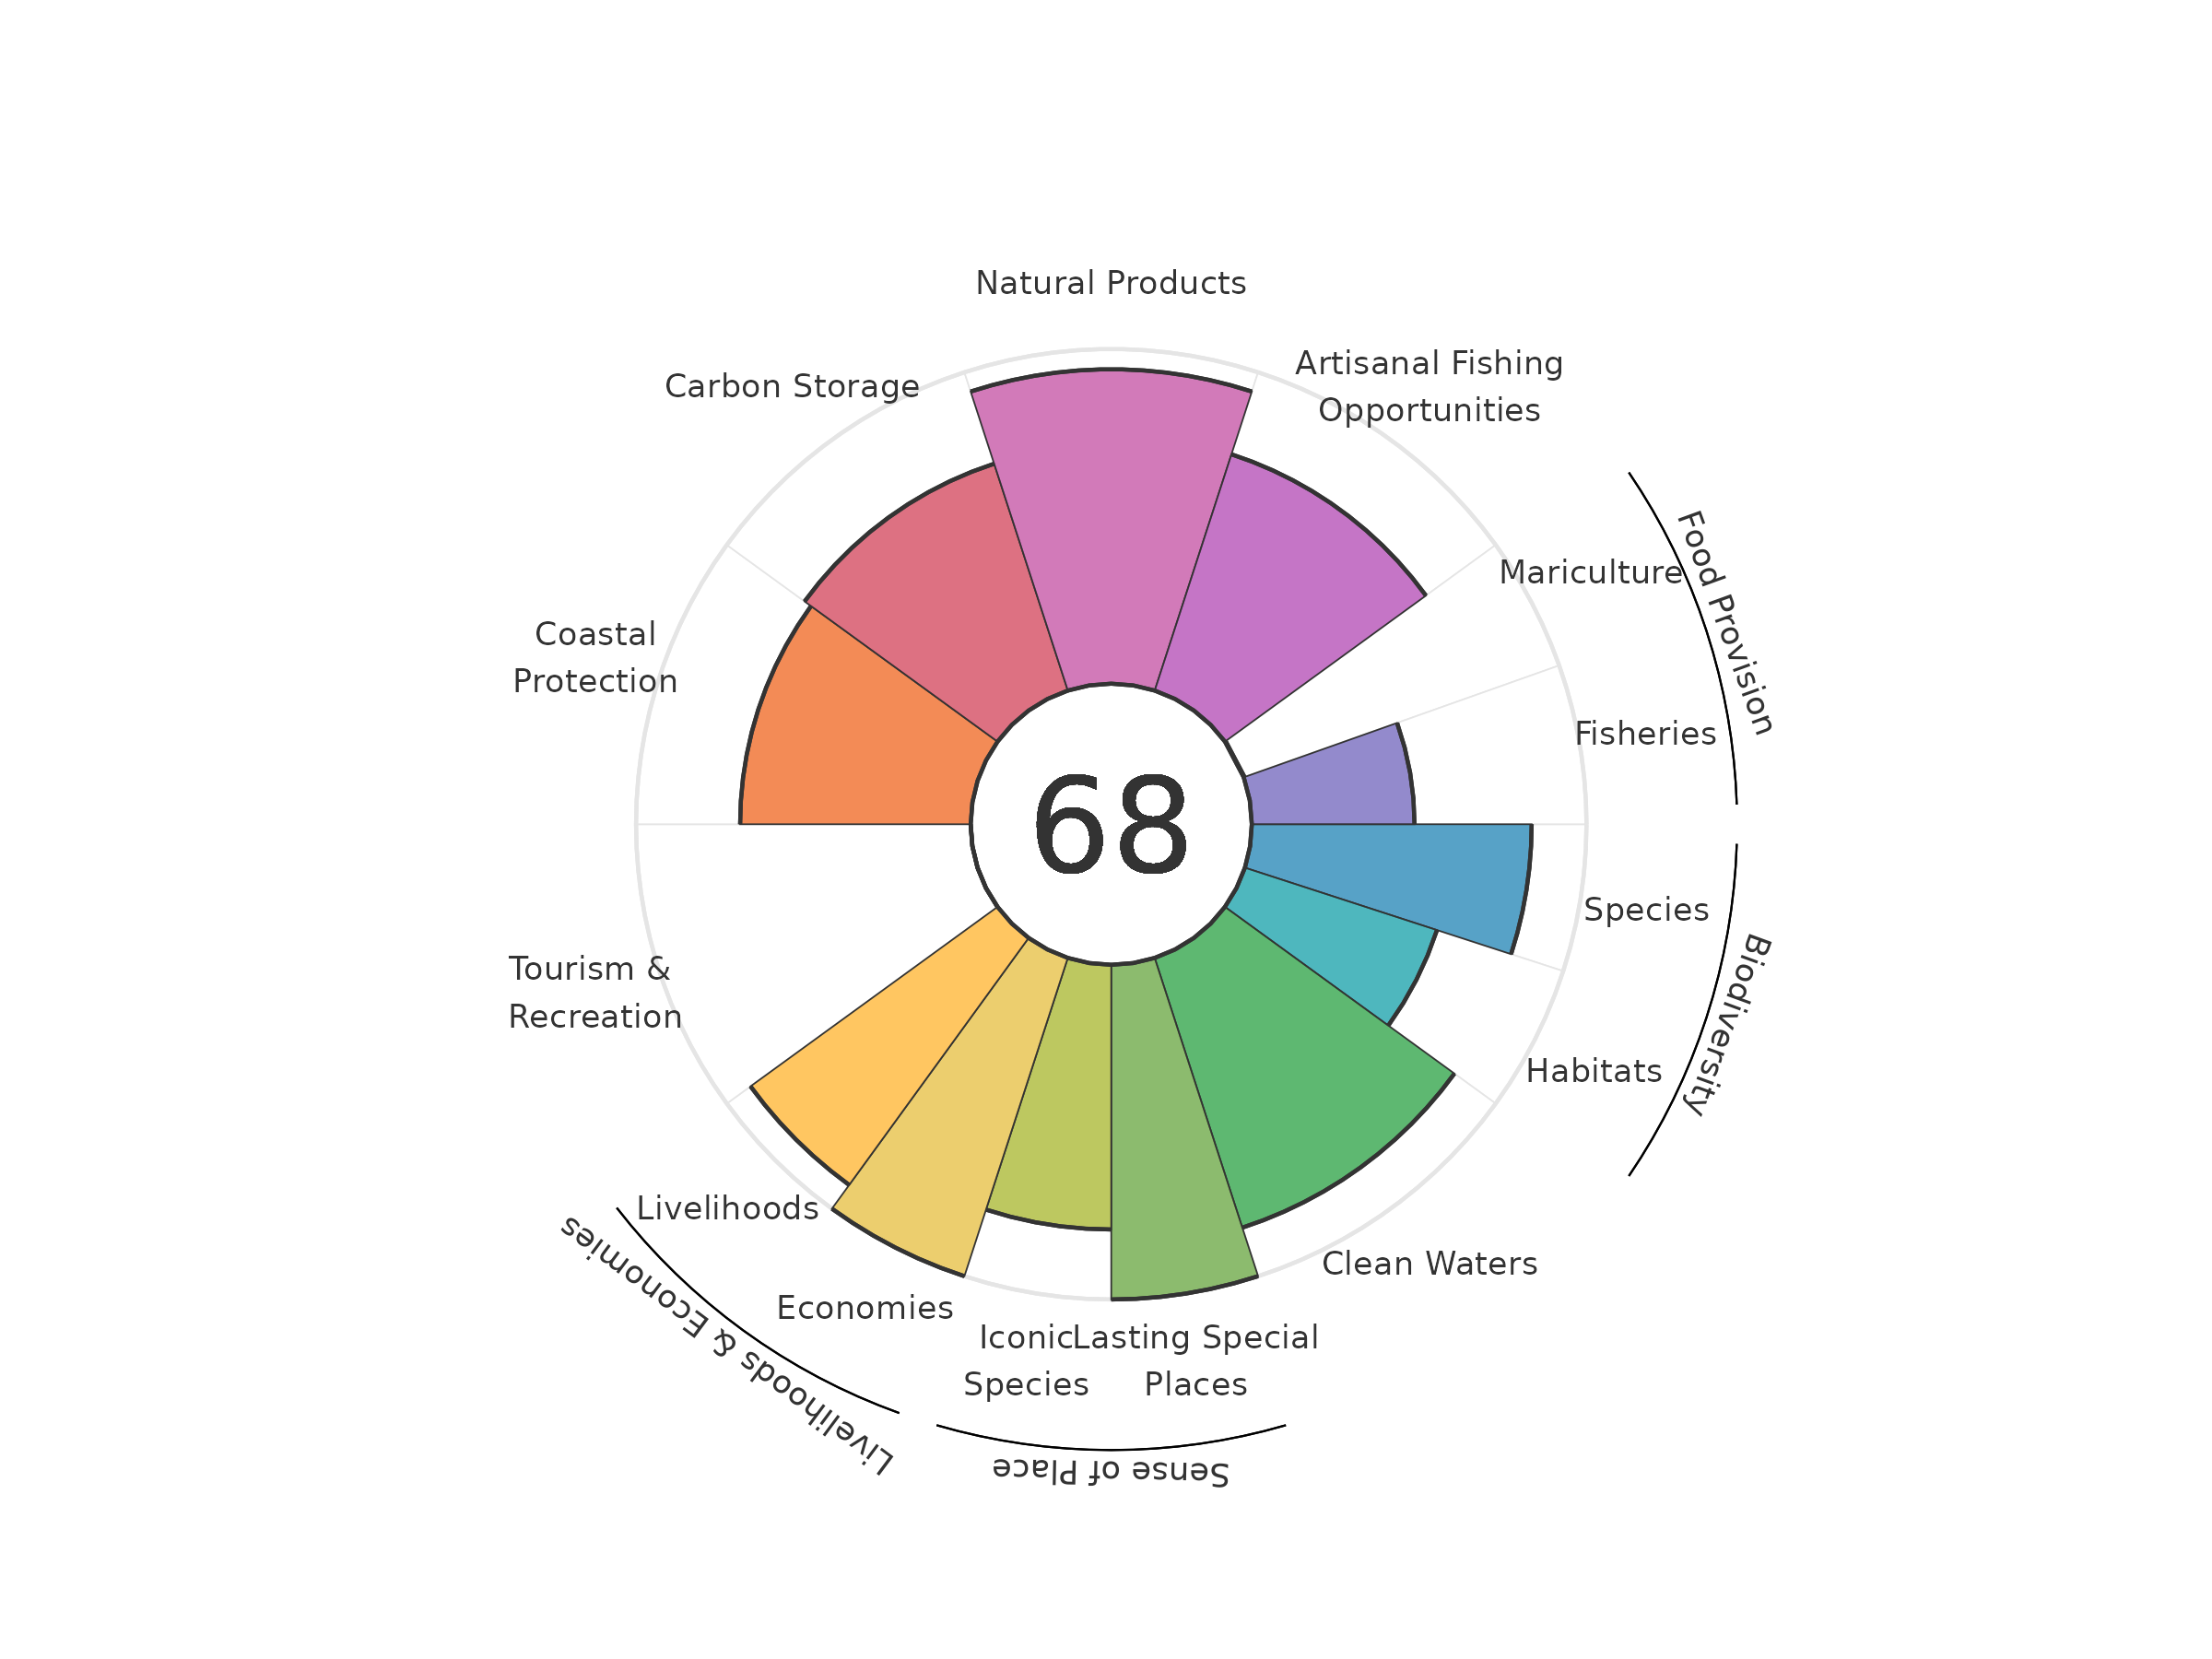 Natural Products
Artisanal Fishing
Opportunities
Carbon Storage
Food Provision
Mariculture
Coastal
Protection
Fisheries
68
Species
Biodiversity
Tourism &
Recreation
Habitats
Livelihoods
Clean Waters
Economies
Livelihoods & Economies
Iconic
Species
Lasting Special
Places
Sense of Place